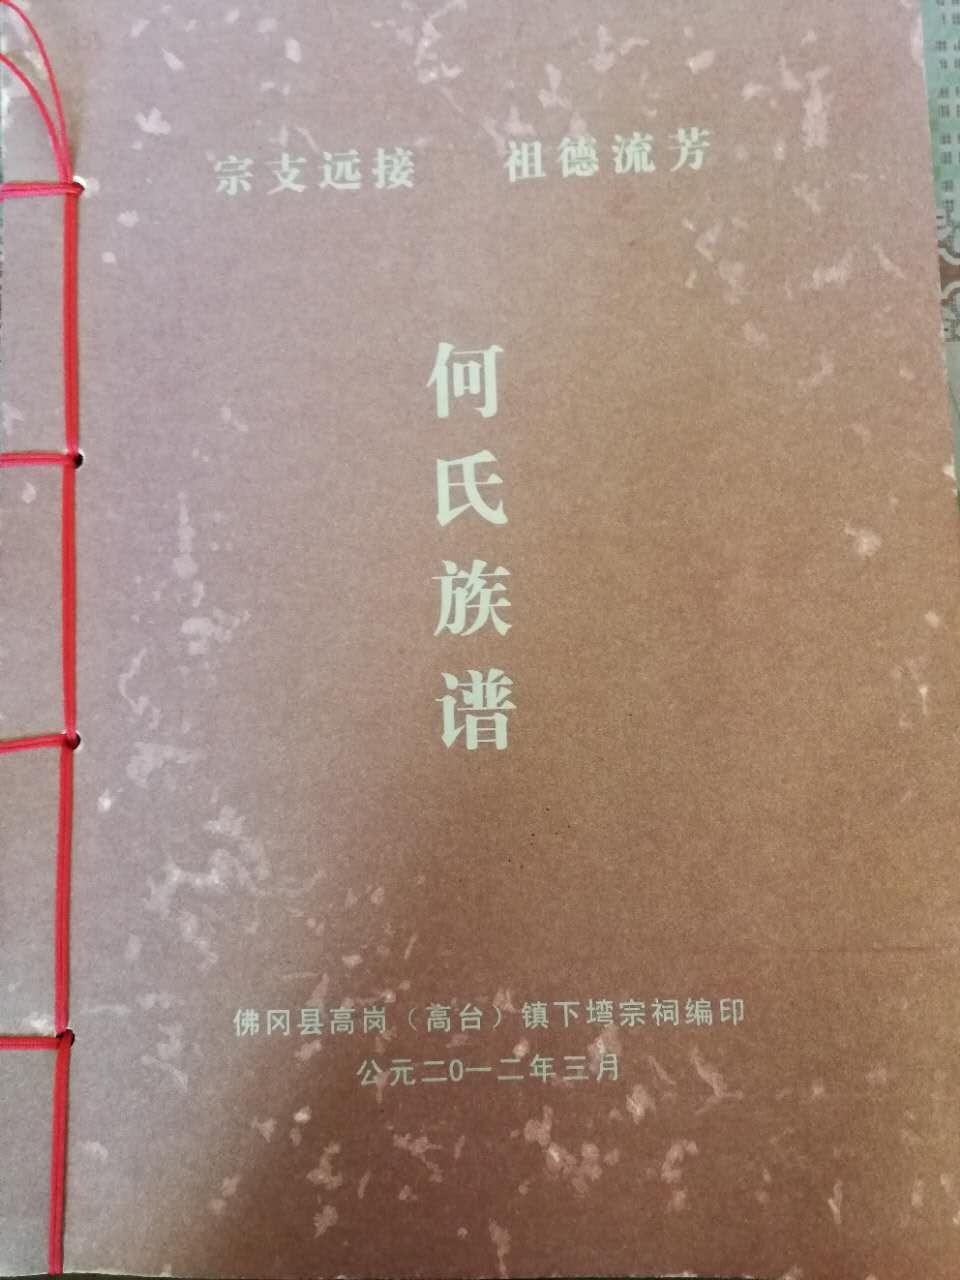 宗支远接 祖德流芳
何氏族谱
佛冈县高岗（高台）镇下塆宗祠编印
公元二0一二年三月